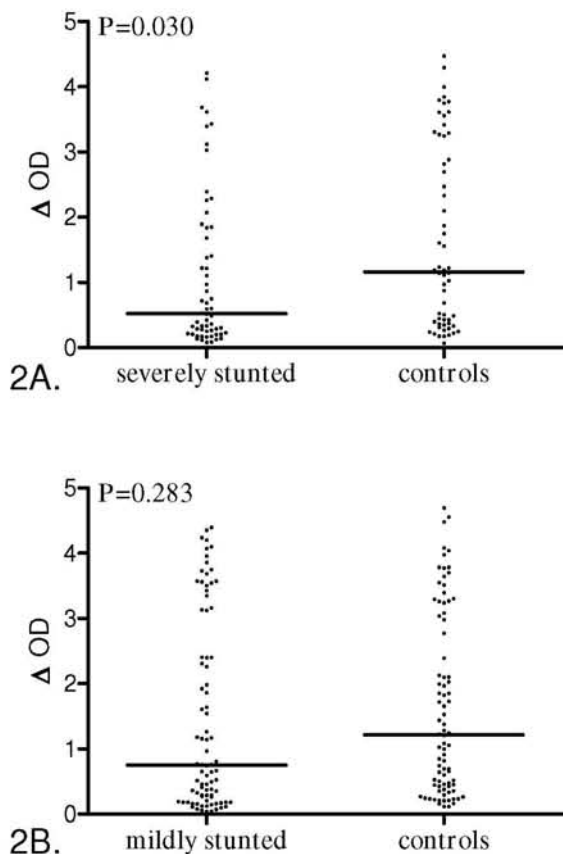 5
P=0.030
4
3
2
1
0
Δ OD
severely stunted
controls
2A.
5
P=0.283
4
3
2
1
0
Δ OD
mildly stunted
controls
2B.